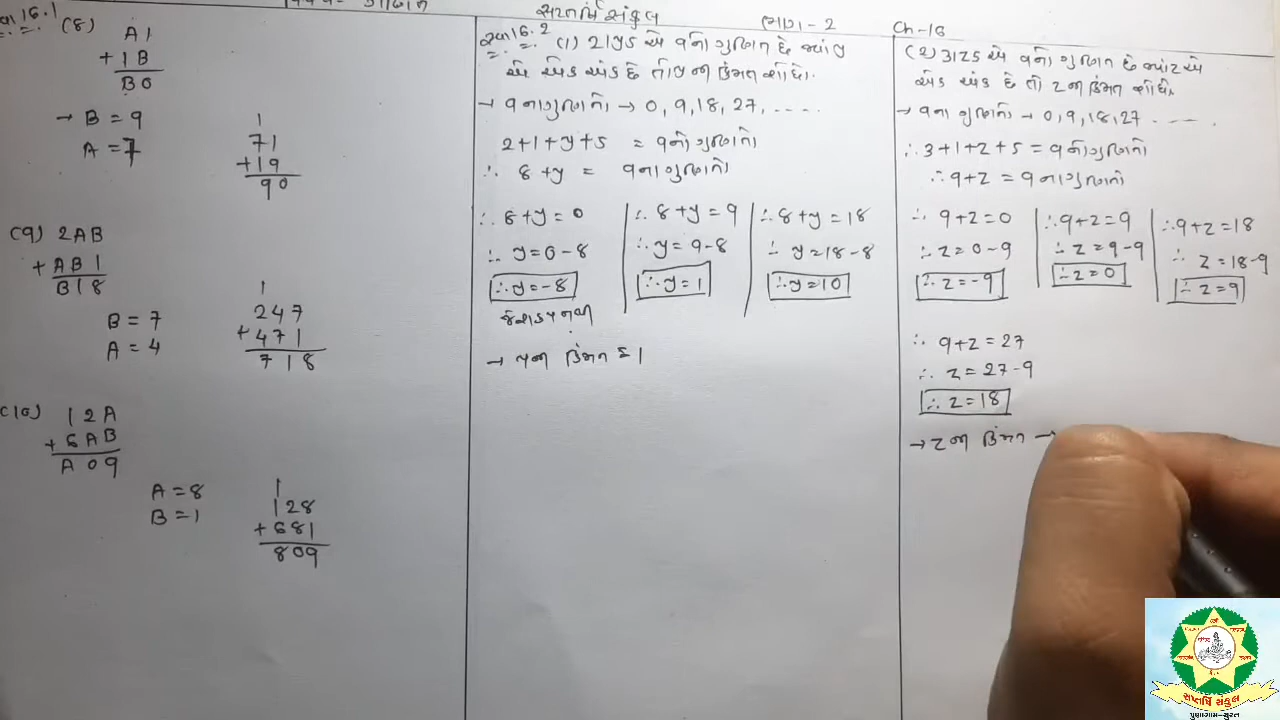 સપ્તર્ષિ સંકુલ
ભાગ - 2
Ch-16
16.1 (8)
A1
+ 1B
B0
→ B = 9
A = 7
1
71
+19
90
(9) 2AB
+ AB1
B18
B = 7
A = 4
1
247
+ 471
718
(10) 12A
+ 6AB
A09
A = 8
B = 1
1
128
+681
809
સ્વા 16.2 (1) 21y5 એ 9નો ગુણાત છે જ્યાં y
એ એક અંક છે તો y ની કિંમત શોધો.
→ 9 ના ગુણાતો → 0, 9, 18, 27, ....
2+1+y+5 = 9નો ગુણાતો
∴ 8+y = 9ના ગુણાતો
∴ 8+y = 0
∴ y = 0-8
∴ y = -8
∴ 8+y = 9
∴ y = 9-8
∴ y = 1
∴ 8+y = 18
∴ y = 18-8
∴ y = 10
→ yની કિંમત = 1
(2) 31z5 એ 9નો ગુણાત છે જ્યાં z એ
એક અંક છે તો z ની કિંમત શોધો.
→ 9ના ગુણાતો → 0, 9, 18, 27 ....
∴ 3+1+z+5 = 9નો ગુણાતો
∴ 9+z = 9 ના ગુણાતો
∴ 9+z = 0
∴ z = 0-9
∴ z = -9
∴ 9+z = 9
∴ z = 9-9
∴ z = 0
∴ 9+z = 18
∴ z = 18-9
∴ z = 9
∴ 9+z = 27
∴ z = 27-9
∴ z = 18
→ z ની કિંમત →
સપ્તર્ષિ સંકુલ
પુણાગામ-સુરત